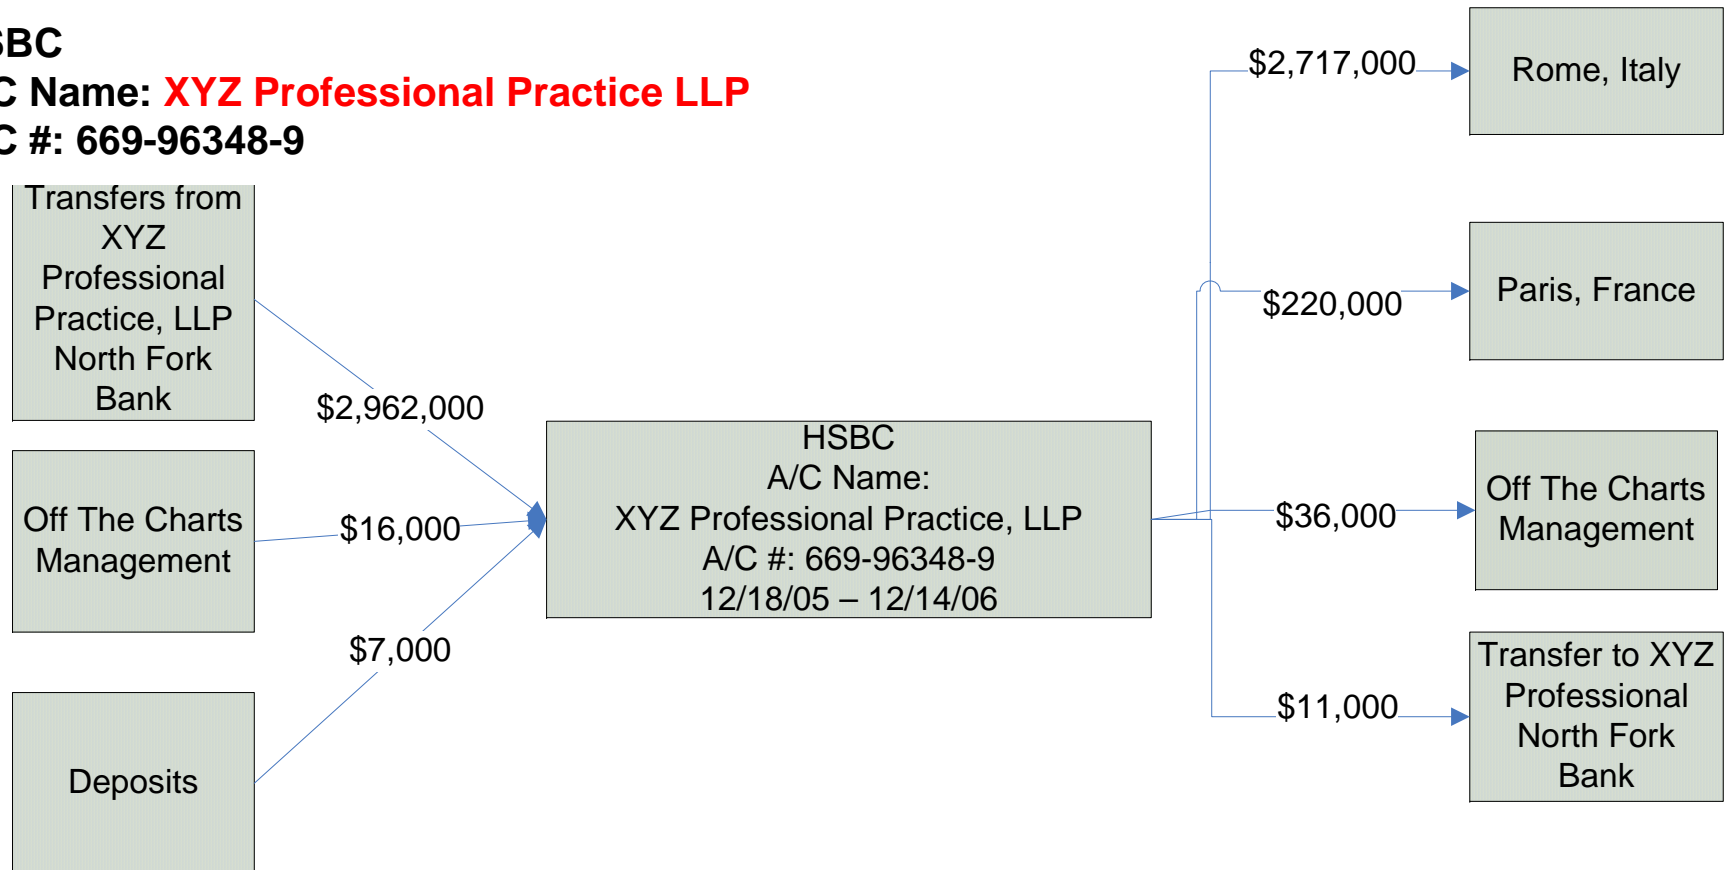 SBC
C Name: XYZ Professional Practice LLP
C #: 669-96348-9
Transfers from
XYZ
Professional
Practice, LLP
North Fork
Bank
$2,962,000
Off The Charts
Management
$16,000
Deposits
$7,000
HSBC
A/C Name:
XYZ Professional Practice, LLP
A/C #: 669-96348-9
12/18/05 – 12/14/06
$2,717,000
Rome, Italy
$220,000
Paris, France
$36,000
Off The Charts
Management
$11,000
Transfer to XYZ
Professional
North Fork
Bank